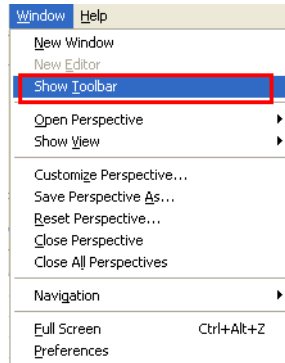 Window Help
New Window
New Editor
Show Toolbar
Open Perspective
Show View
Customize Perspective...
Save Perspective As...
Reset Perspective...
Close Perspective
Close All Perspectives
Navigation
Full Screen Ctrl+Alt+Z
Preferences